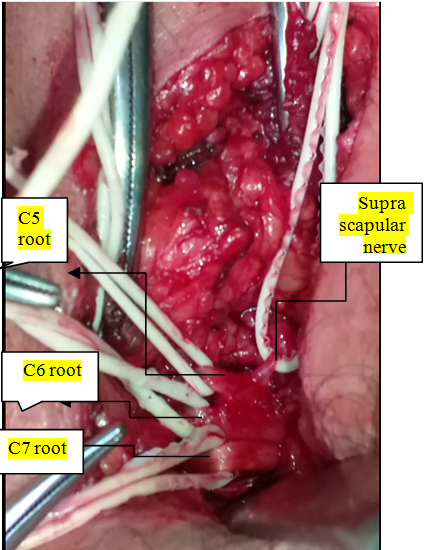 C5
root
Supra
scapular
nerve
C6 root
C7 root